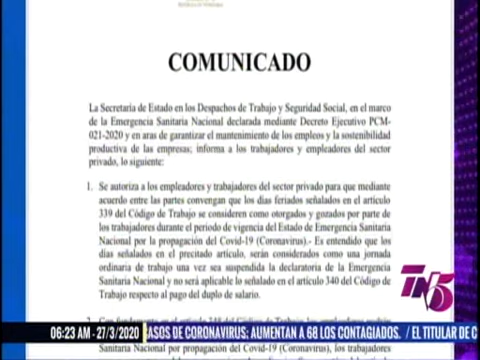 COMUNICADO
La Secretaria de Estado en los Despachos de Trabajo y Seguridad Social, en el marco
de la Emergencia Sanitaria Nacional declarada mediante Decreto Ejecutivo PCM-
021-2020 y en aras de garantizar el mantenimiento de los empleos y la sostenibilidad
productiva de las empresas; informa a los trabajadores y empleadores del sector
privado, lo siguiente:
1. Se autoriza a los empleadores y trabajadores del sector privado para que mediante
acuerdo entre las partes convengan que los días feriados señalados en el artículo
339 del Código de Trabajo se consideren como otorgados y gozados por parte de
los trabajadores durante el periodo de vigencia del Estado de Emergencia Sanitaria
Nacional por la propagación del Covid-19 (Coronavirus).- Es entendido que los
días señalados en el precitado artículo, serán considerados como una jornada
ordinaria de trabajo una vez sea suspendida la declaratoria de la Emergencia
Sanitaria Nacional y no será aplicable lo señalado en el artículo 340 del Código de
Trabajo respecto al pago del duplo de salario.
Sanitaria Nacional por la propagación del Covid-19 (Coronavirus), los trabajadores
TN5
06:23 AM - 27/3/2020
CASOS DE CORONAVIRUS: AUMENTAN A 68 LOS CONTAGIADOS. / EL TITULAR DE C